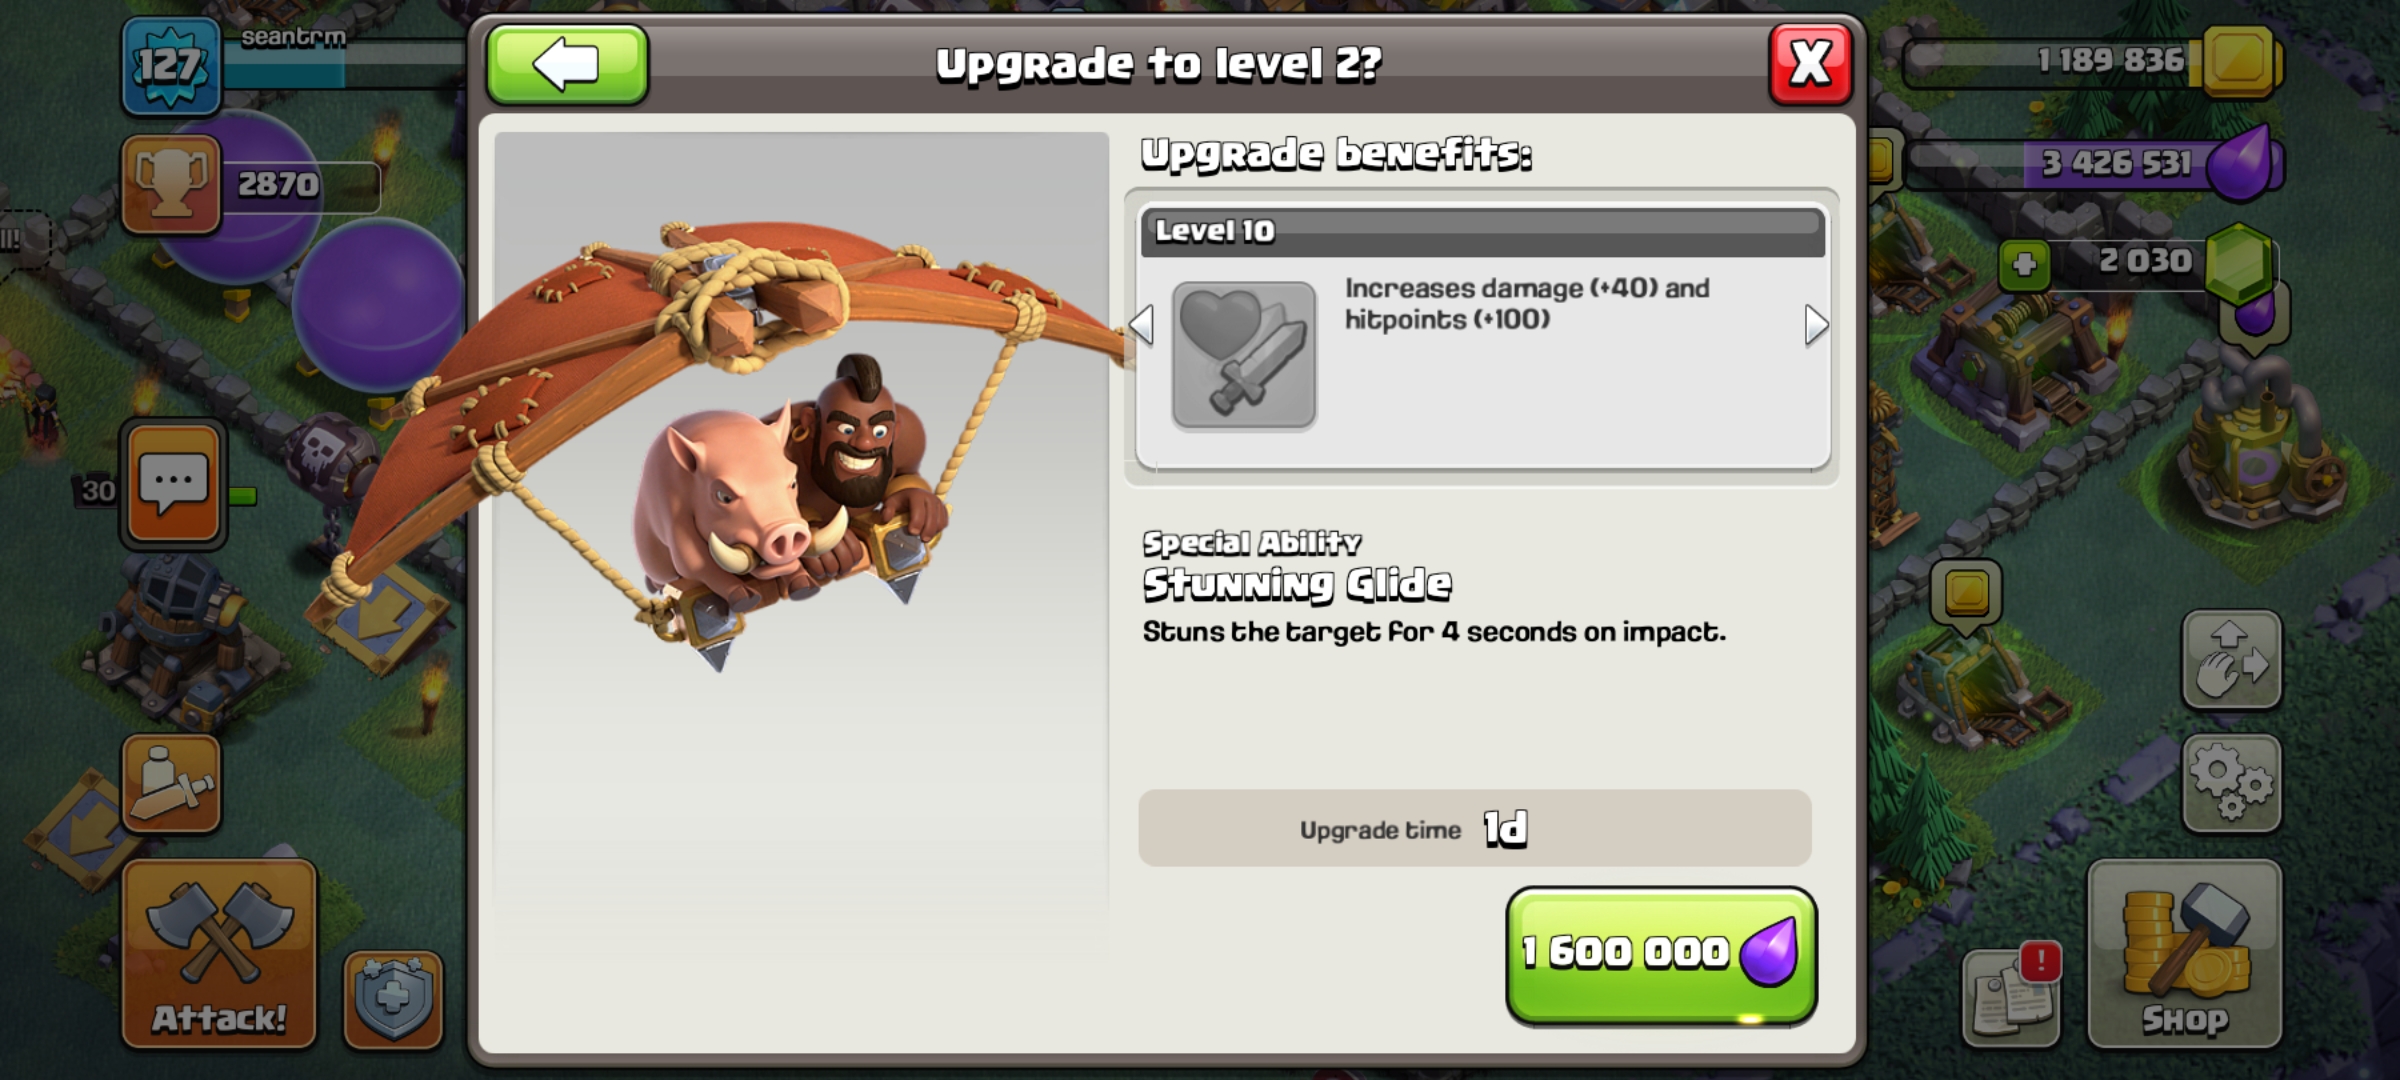 127
seantrm
2870
ll!
30
Attack!
Upgrade to level 2?
X
Upgrade benefits:
Level 10
Increases damage (+40) and
hitpoints (+100)
Special Ability
Stunning Glide
Stuns the target for 4 seconds on impact.
Upgrade time 1d
1 600 000
1 189 836
3 426 531
2 030
!
Shop